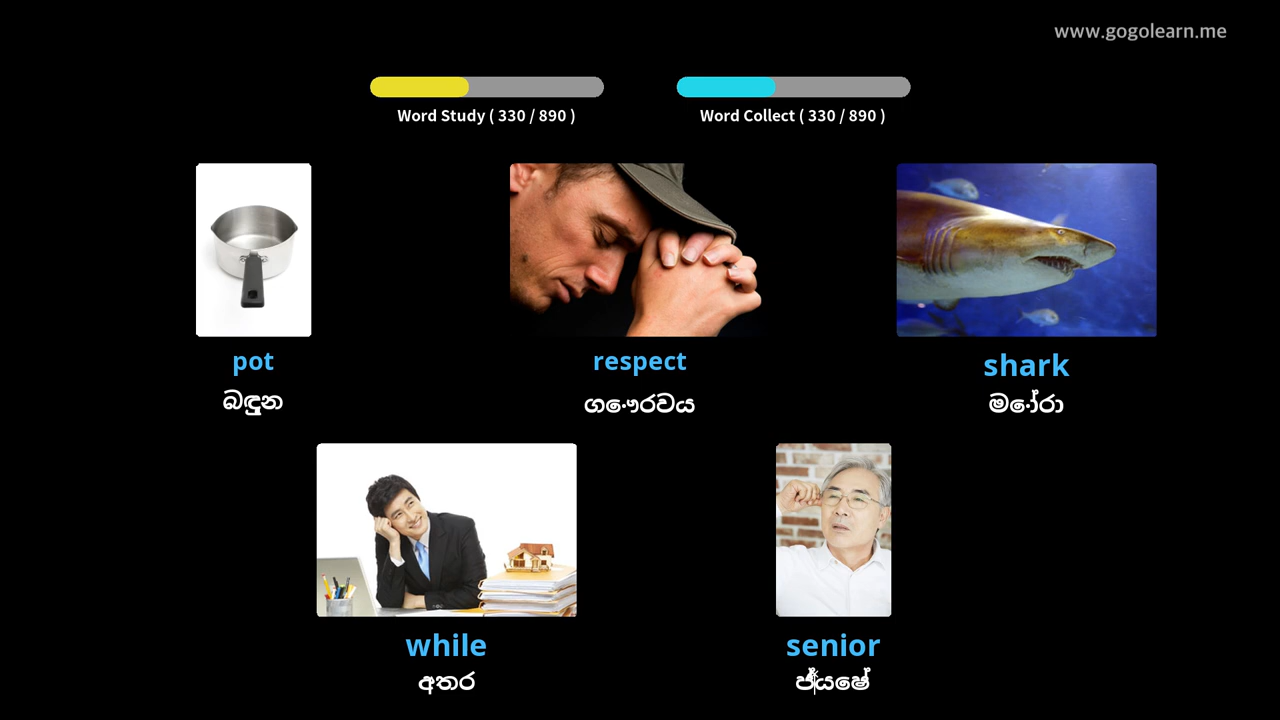 www.gogolearn.me
Word Study ( 330 / 890 )
Word Collect ( 330 / 890 )
pot
බඳුන
respect
ගෞරවය
shark
මෝරා
while
අතර
senior
ජ්‍යෙෂ්ඨ